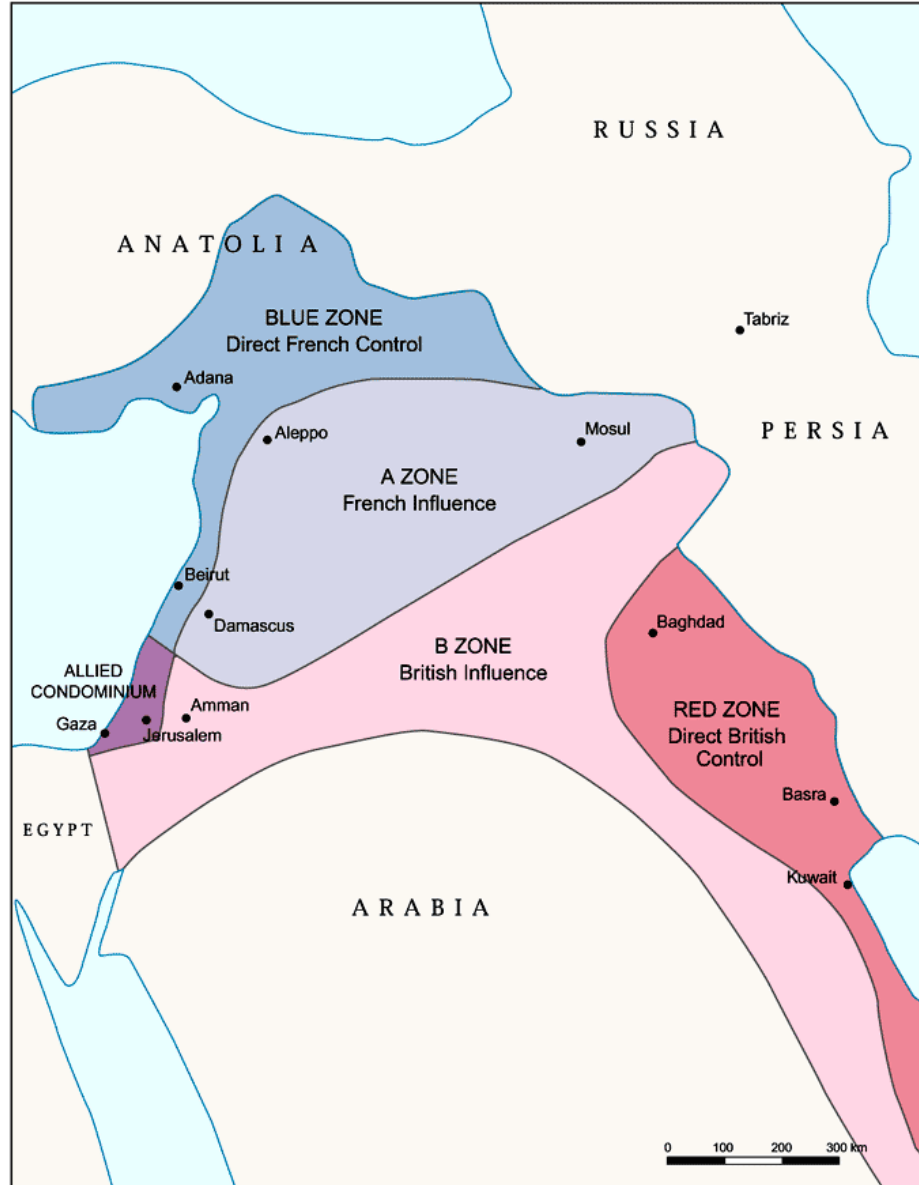 RUSSIA
ANATOLIA
BLUE ZONE
Direct French Control
Tabriz
Adana
Aleppo
Mosul
PERSIA
A ZONE
French Influence
Beirut
Damascus
Baghdad
B ZONE
British Influence
ALLIED
CONDOMINIUM
Amman
Gaza
Jerusalem
RED ZONE
Direct British
Control
Basra
EGYPT
Kuwait
ARABIA
0 100 200 300 km